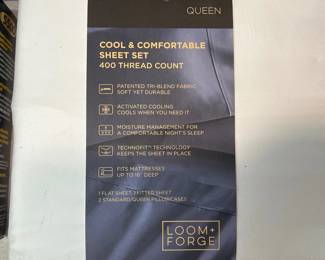 QUEEN
COOL & COMFORTABLE
SHEET SET
400 THREAD COUNT
PATENTED TRI-BLEND FABRIC
SOFT YET DURABLE
ACTIVATED COOLING
COOLS WHEN YOU NEED IT
MOISTURE MANAGEMENT FOR
A COMFORTABLE NIGHT'S SLEEP
TECHNOFIT™ TECHNOLOGY
KEEPS THE SHEET IN PLACE
FITS MATTRESSES
UP TO 18" DEEP
1 FLAT SHEET, 1 FITTED SHEET
2 STANDARD/QUEEN PILLOWCASES
LOOM+
FORGE